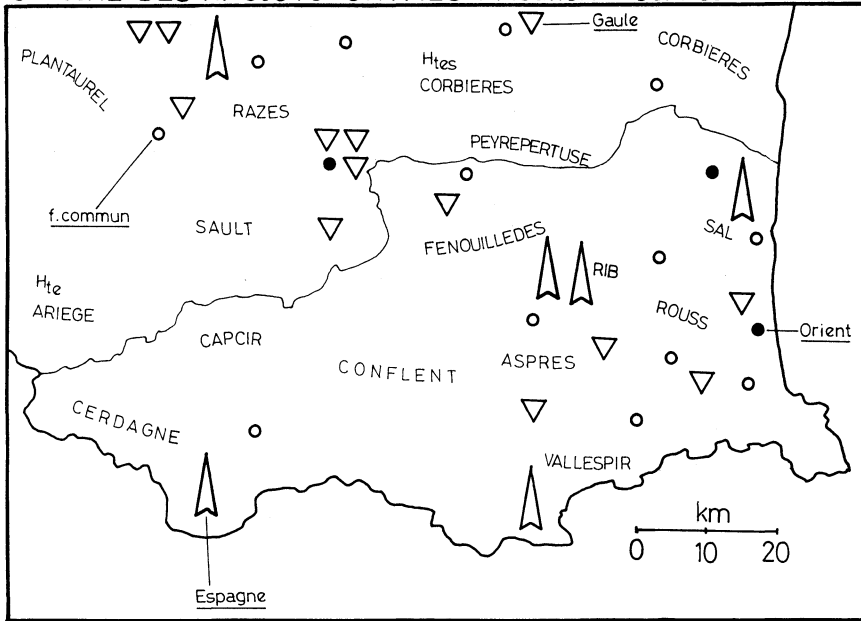 Gaule
CORBIERES
PLANTAUREL
Htes
CORBIERES
RAZES
PEYREPERTUSE
f.commun
SAULT
SAL
FENOUILLEDES
RIB
Hte
ARIEGE
ROUSS
Orient
CAPCIR
ASPRES
CONFLENT
CERDAGNE
VALLESPIR
km
0 10 20
Espagne